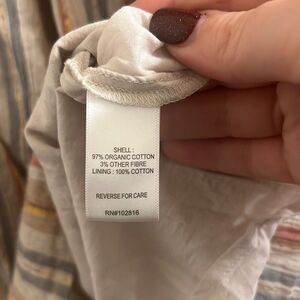 SHELL :
97% ORGANIC COTTON
3% OTHER FIBRE
LINING : 100% COTTON
REVERSE FOR CARE
RN#102816